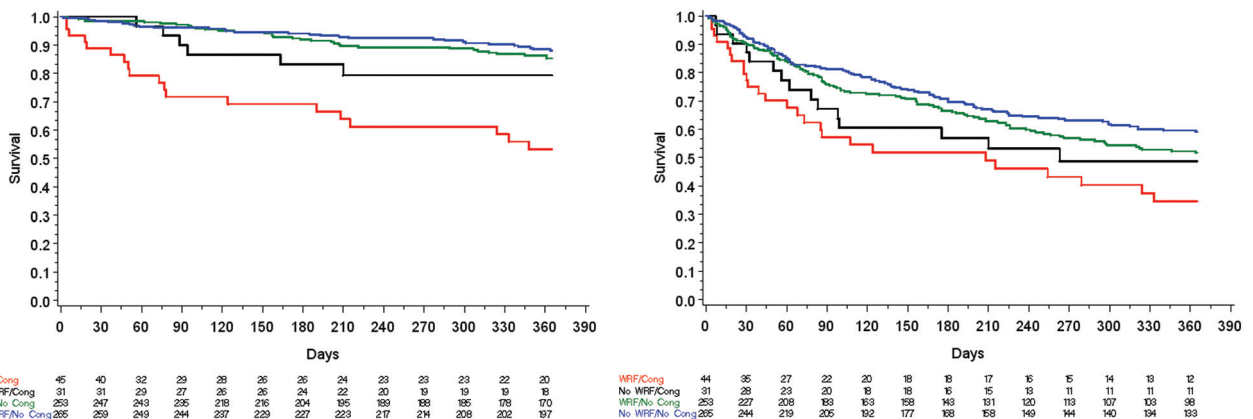 Survival
1.0
0.9
0.8
0.7
0.6
0.5
0.4
0.3
0.2
0.1
0.0
0 30 60 90 120 150 180 210 240 270 300 330 360 390
Days
Cong 45 40 32 29 28 26 26 24 23 23 23 22 20
RF/Cong 31 31 29 27 26 26 24 22 20 19 19 19 18
No Cong 253 247 243 235 218 216 204 195 189 188 185 178 170
RF/No Cong 265 259 249 244 237 229 227 223 217 214 208 202 197
Survival
1.0
0.9
0.8
0.7
0.6
0.5
0.4
0.3
0.2
0.1
0.0
0 30 60 90 120 150 180 210 240 270 300 330 360 390
Days
WRF/Cong 44 35 27 22 20 18 18 17 16 15 14 13 12
No WRF/Cong 31 28 23 20 18 18 16 15 13 11 11 11 11
WRF/No Cong 253 227 208 183 163 158 143 131 120 113 107 103 98
No WRF/No Cong 265 244 219 205 192 177 168 158 149 144 140 134 133